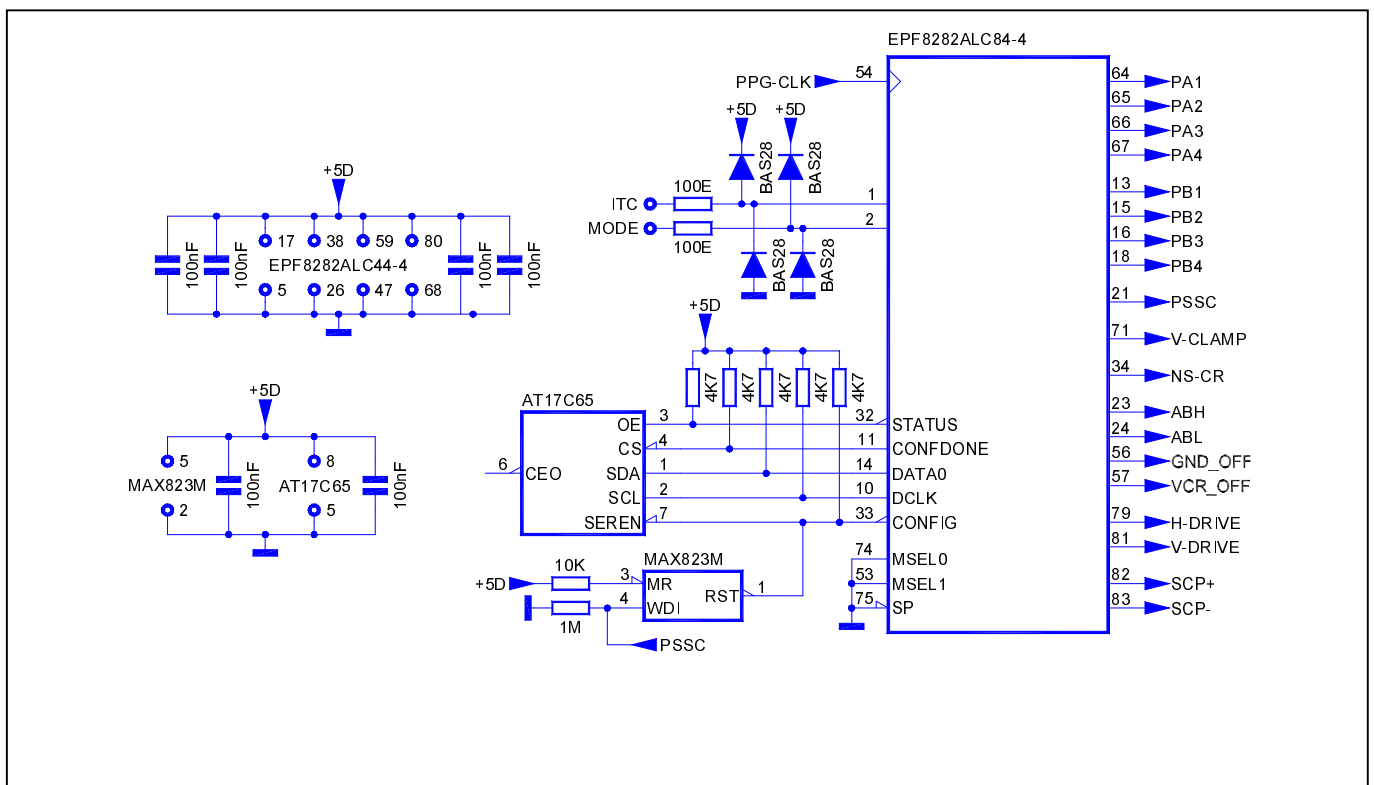 EPF8282ALC84-4
PPG-CLK 54
+5D +5D
BAS28 BAS28
ITC 100E 1
MODE 100E 2
BAS28 BAS28
64 PA1
65 PA2
66 PA3
67 PA4
13 PB1
15 PB2
16 PB3
18 PB4
21 PSSC
71 V-CLAMP
34 NS-CR
23 ABH
24 ABL
56 GND_OFF
57 VCR_OFF
79 H-DRIVE
81 V-DRIVE
82 SCP+
83 SCP-
+5D
100nF 100nF 17 38 59 80 100nF 100nF
EPF8282ALC44-4
5 26 47 68
+5D
4K7 4K7 4K7 4K7 4K7
AT17C65
OE 3 32 STATUS
CS 4 11 CONFDONE
6 CEO SDA 1 14 DATA0
SCL 2 10 DCLK
SEREN 7 33 CONFIG
74 MSEL0
53 MSEL1
75 SP
+5D
5 8
MAX823M 100nF AT17C65 100nF
2 5
MAX823M
+5D 10K 3 MR
RST 1
1M 4 WDI
PSSC